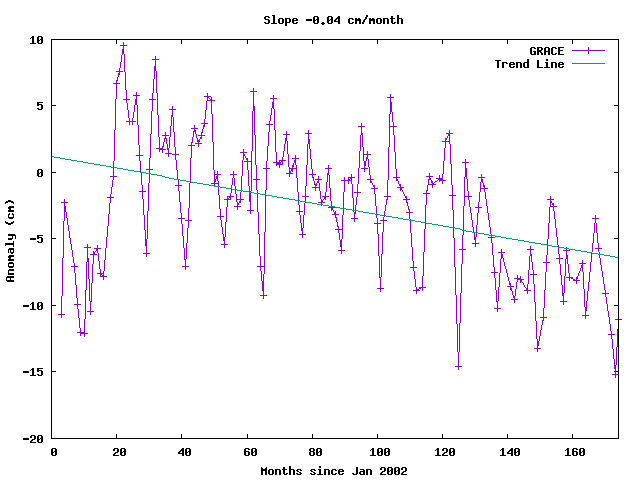 Slope -0.04 cm/month
GRACE
Trend Line
10
5
0
-5
-10
-15
-20
Anomaly (cm)
0 20 40 60 80 100 120 140 160
Months since Jan 2002